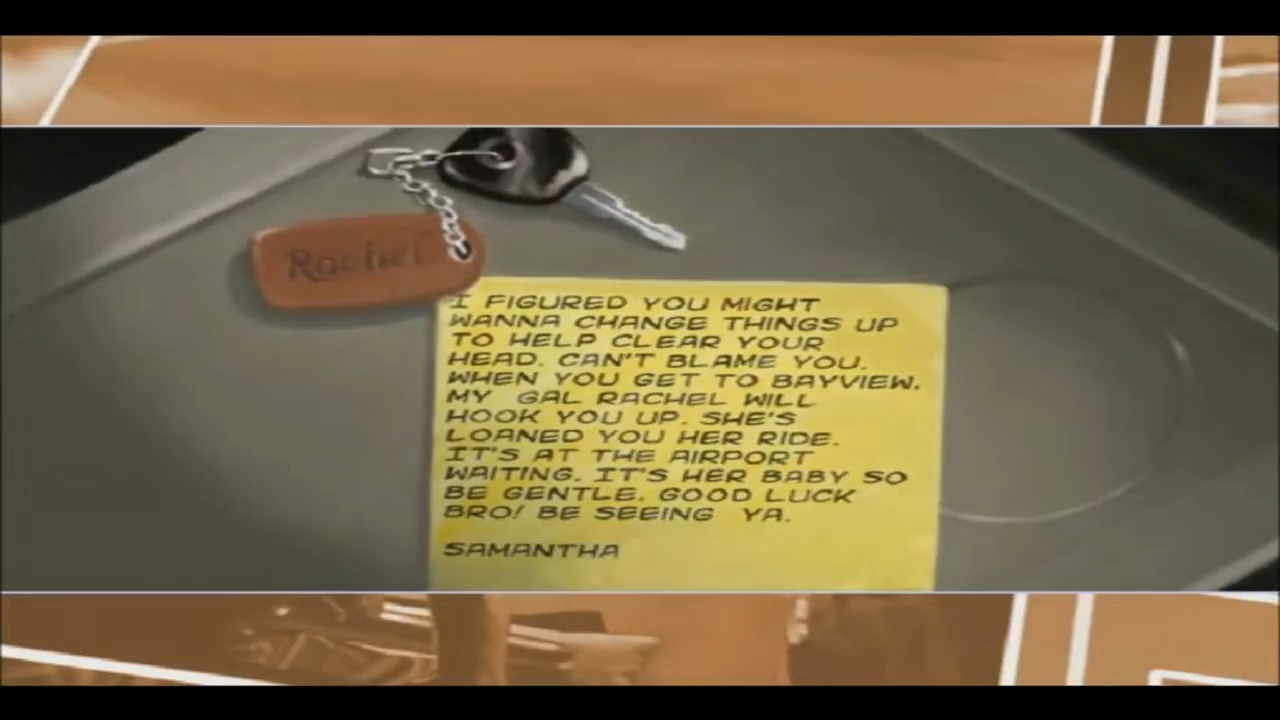 Rachel
I FIGURED YOU MIGHT
WANNA CHANGE THINGS UP
TO HELP CLEAR YOUR
HEAD. CAN'T BLAME YOU.
WHEN YOU GET TO BAYVIEW.
MY GAL RACHEL WILL
HOOK YOU UP. SHE'S
LOANED YOU HER RIDE.
IT'S AT THE AIRPORT
WAITING. IT'S HER BABY SO
BE GENTLE. GOOD LUCK
BRO! BE SEEING YA.
SAMANTHA